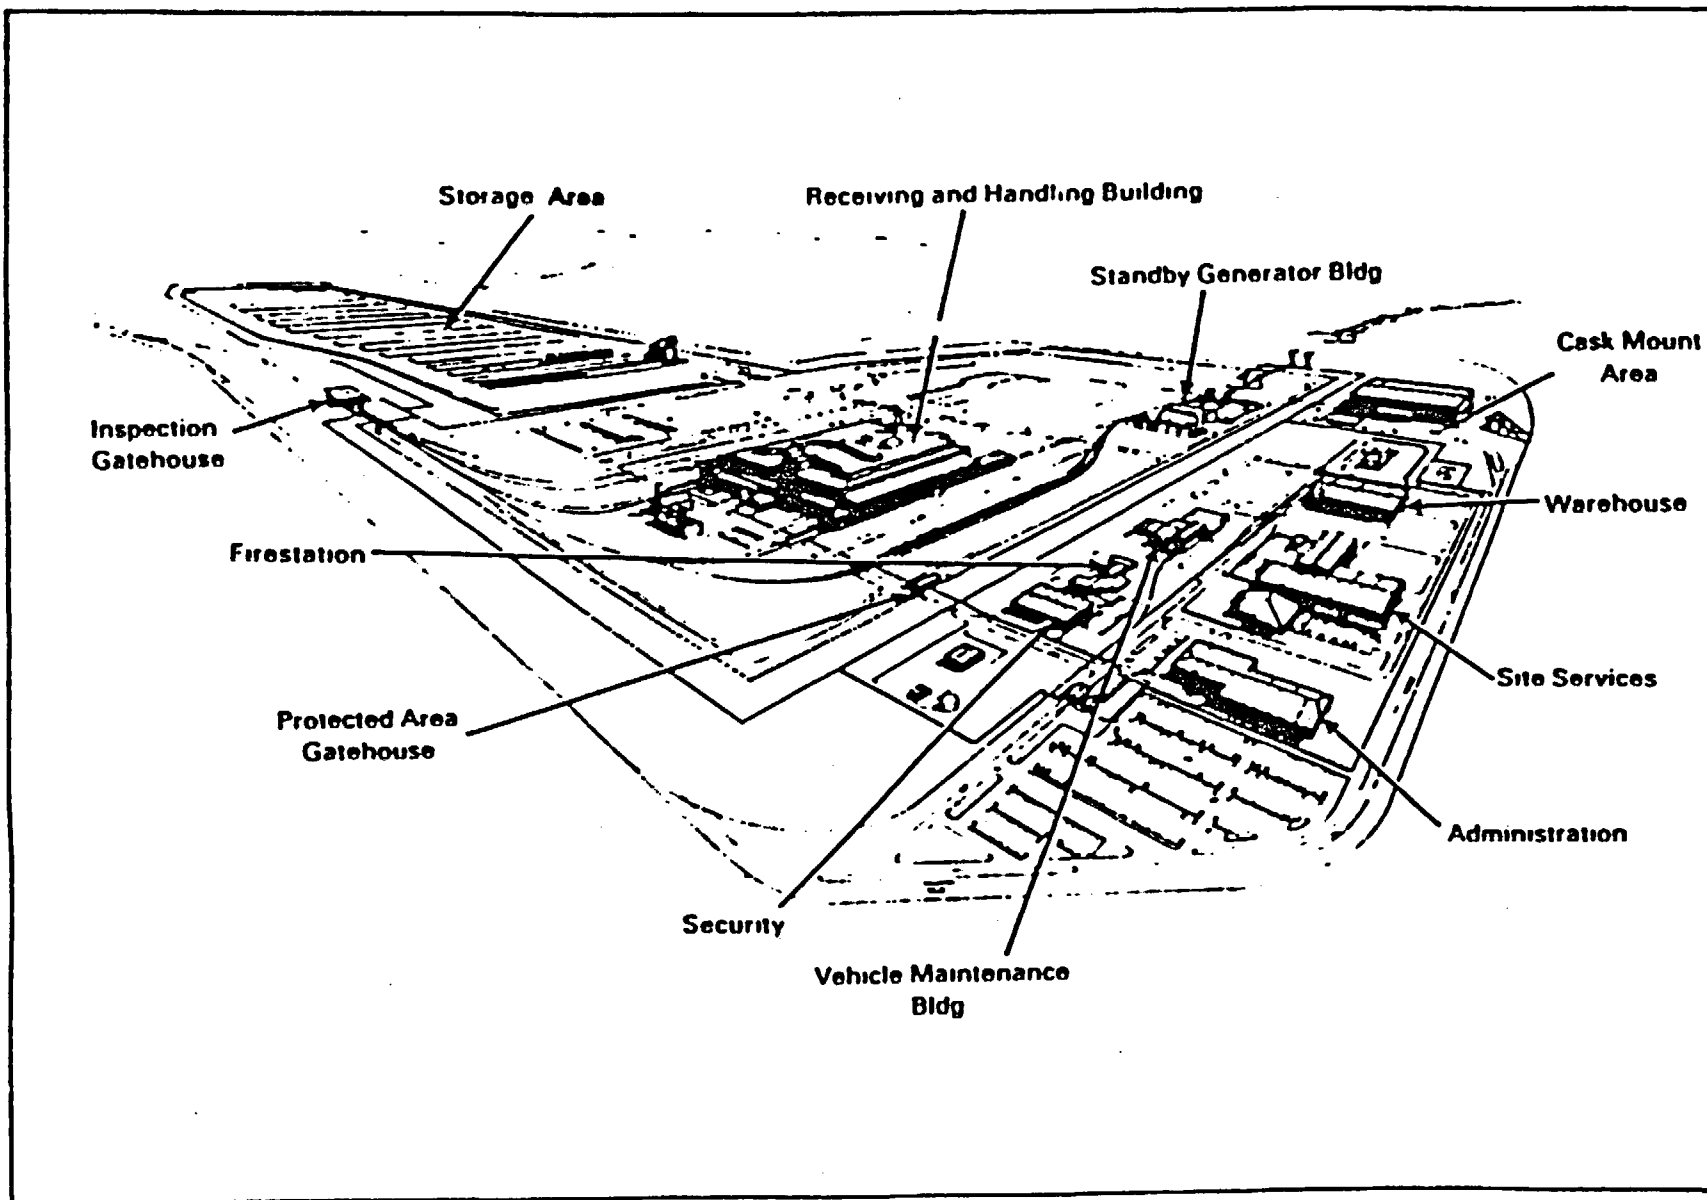 Storage Area
Receiving and Handling Building
Standby Generator Bldg
Cask Mount
Area
Inspection
Gatehouse
Warehouse
Firestation
Site Services
Protected Area
Gatehouse
Administration
Security
Vehicle Maintenance
Bldg